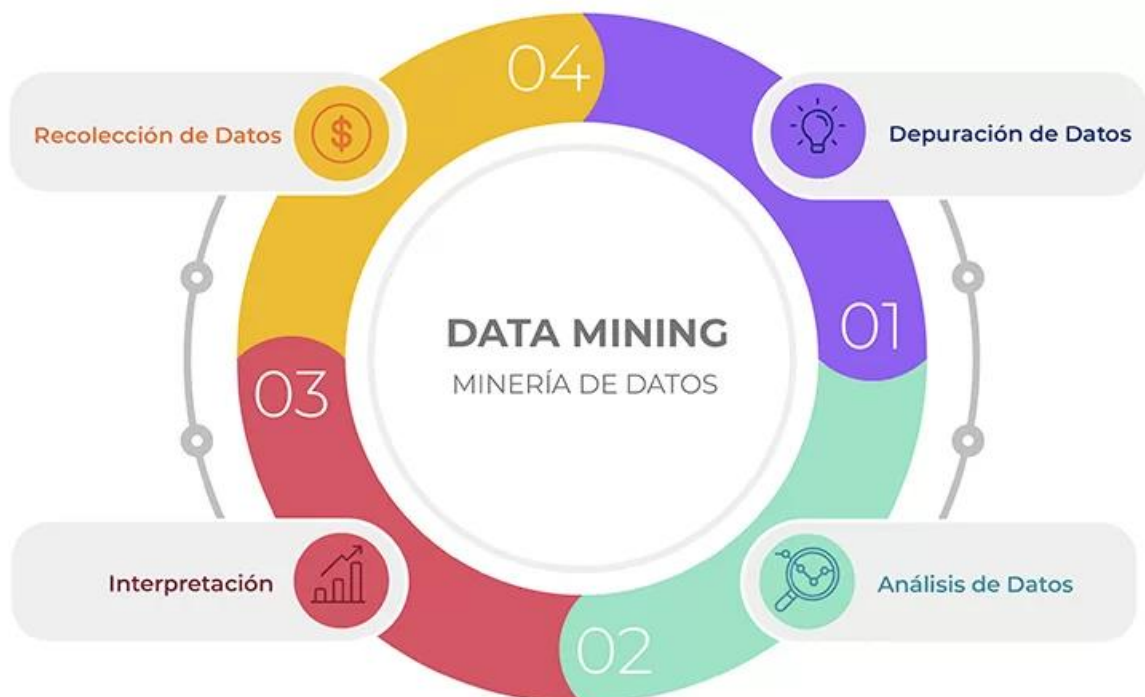 04
Recolección de Datos
$
Depuración de Datos
01
DATA MINING
MINERÍA DE DATOS
03
Interpretación
Análisis de Datos
02